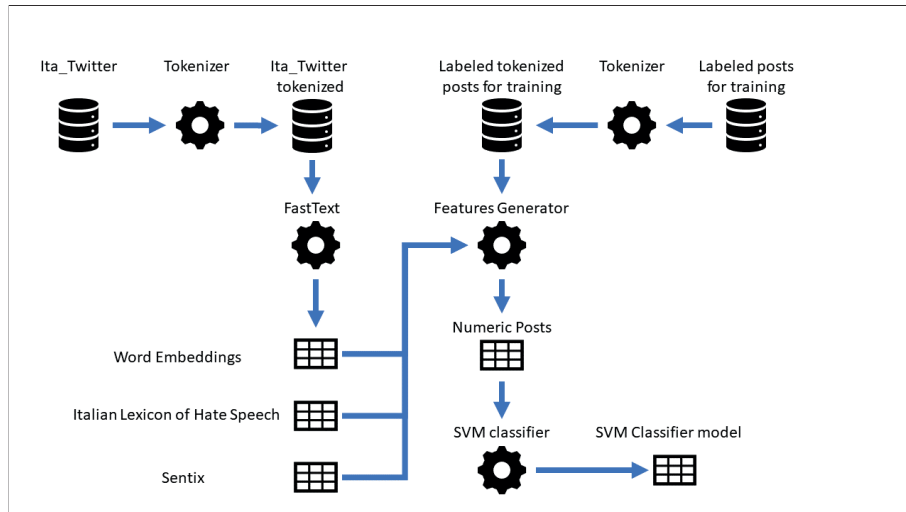 Ita_Twitter
Tokenizer
Ita_Twitter
tokenized
Labeled tokenized
posts for training
Tokenizer
Labeled posts
for training
FastText
Features Generator
Numeric Posts
Word Embeddings
Italian Lexicon of Hate Speech
SVM classifier
SVM Classifier model
Sentix